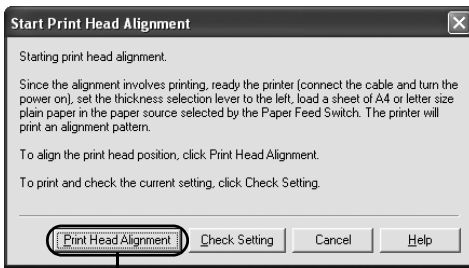 Start Print Head Alignment
Starting print head alignment.
Since the alignment involves printing, ready the printer (connect the cable and turn the
power on), set the thickness selection lever to the left, load a sheet of A4 or letter size
plain paper in the paper source selected by the Paper Feed Switch. The printer will
print an alignment pattern.
To align the print head position, click Print Head Alignment.
To print and check the current setting, click Check Setting.
Print Head Alignment Check Setting Cancel Help